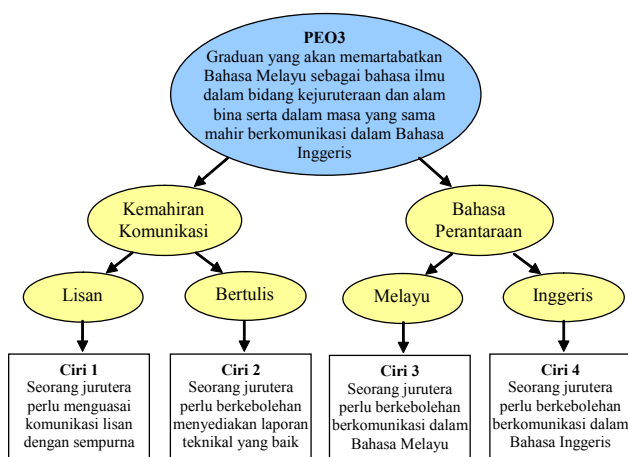 PEO3
Graduan yang akan memartabatkan
Bahasa Melayu sebagai bahasa ilmu
dalam bidang kejuruteraan dan alam
bina serta dalam masa yang sama
mahir berkomunikasi dalam Bahasa
Inggeris
Kemahiran
Komunikasi
Bahasa
Perantaraan
Lisan
Bertulis
Melayu
Inggeris
Ciri 1
Seorang jurutera
perlu menguasai
komunikasi lisan
dengan sempurna
Ciri 2
Seorang jurutera
perlu berkebolehan
menyediakan laporan
teknikal yang baik
Ciri 3
Seorang jurutera
perlu berkebolehan
berkomunikasi dalam
Bahasa Melayu
Ciri 4
Seorang jurutera
perlu berkebolehan
berkomunikasi dalam
Bahasa Inggeris